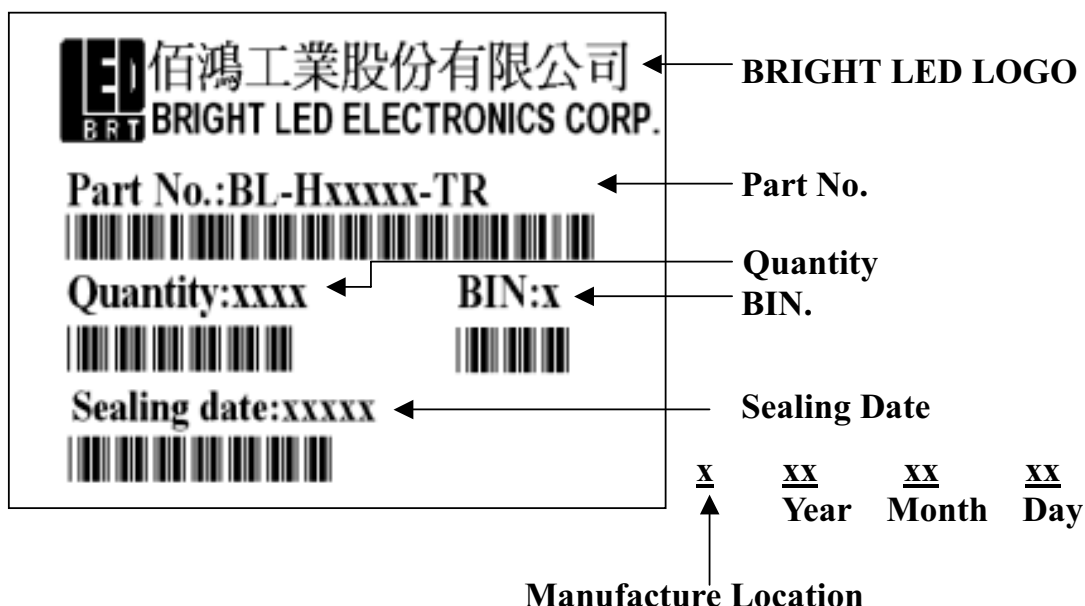 LED 佰鴻工業股份有限公司 BRIGHT LED LOGO
BRT BRIGHT LED ELECTRONICS CORP.
Part No.:BL-Hxxxxx-TR Part No.
Quantity
Quantity:xxxx BIN:x BIN.
Sealing date:xxxxx Sealing Date
x xx xx xx
Year Month Day
Manufacture Location